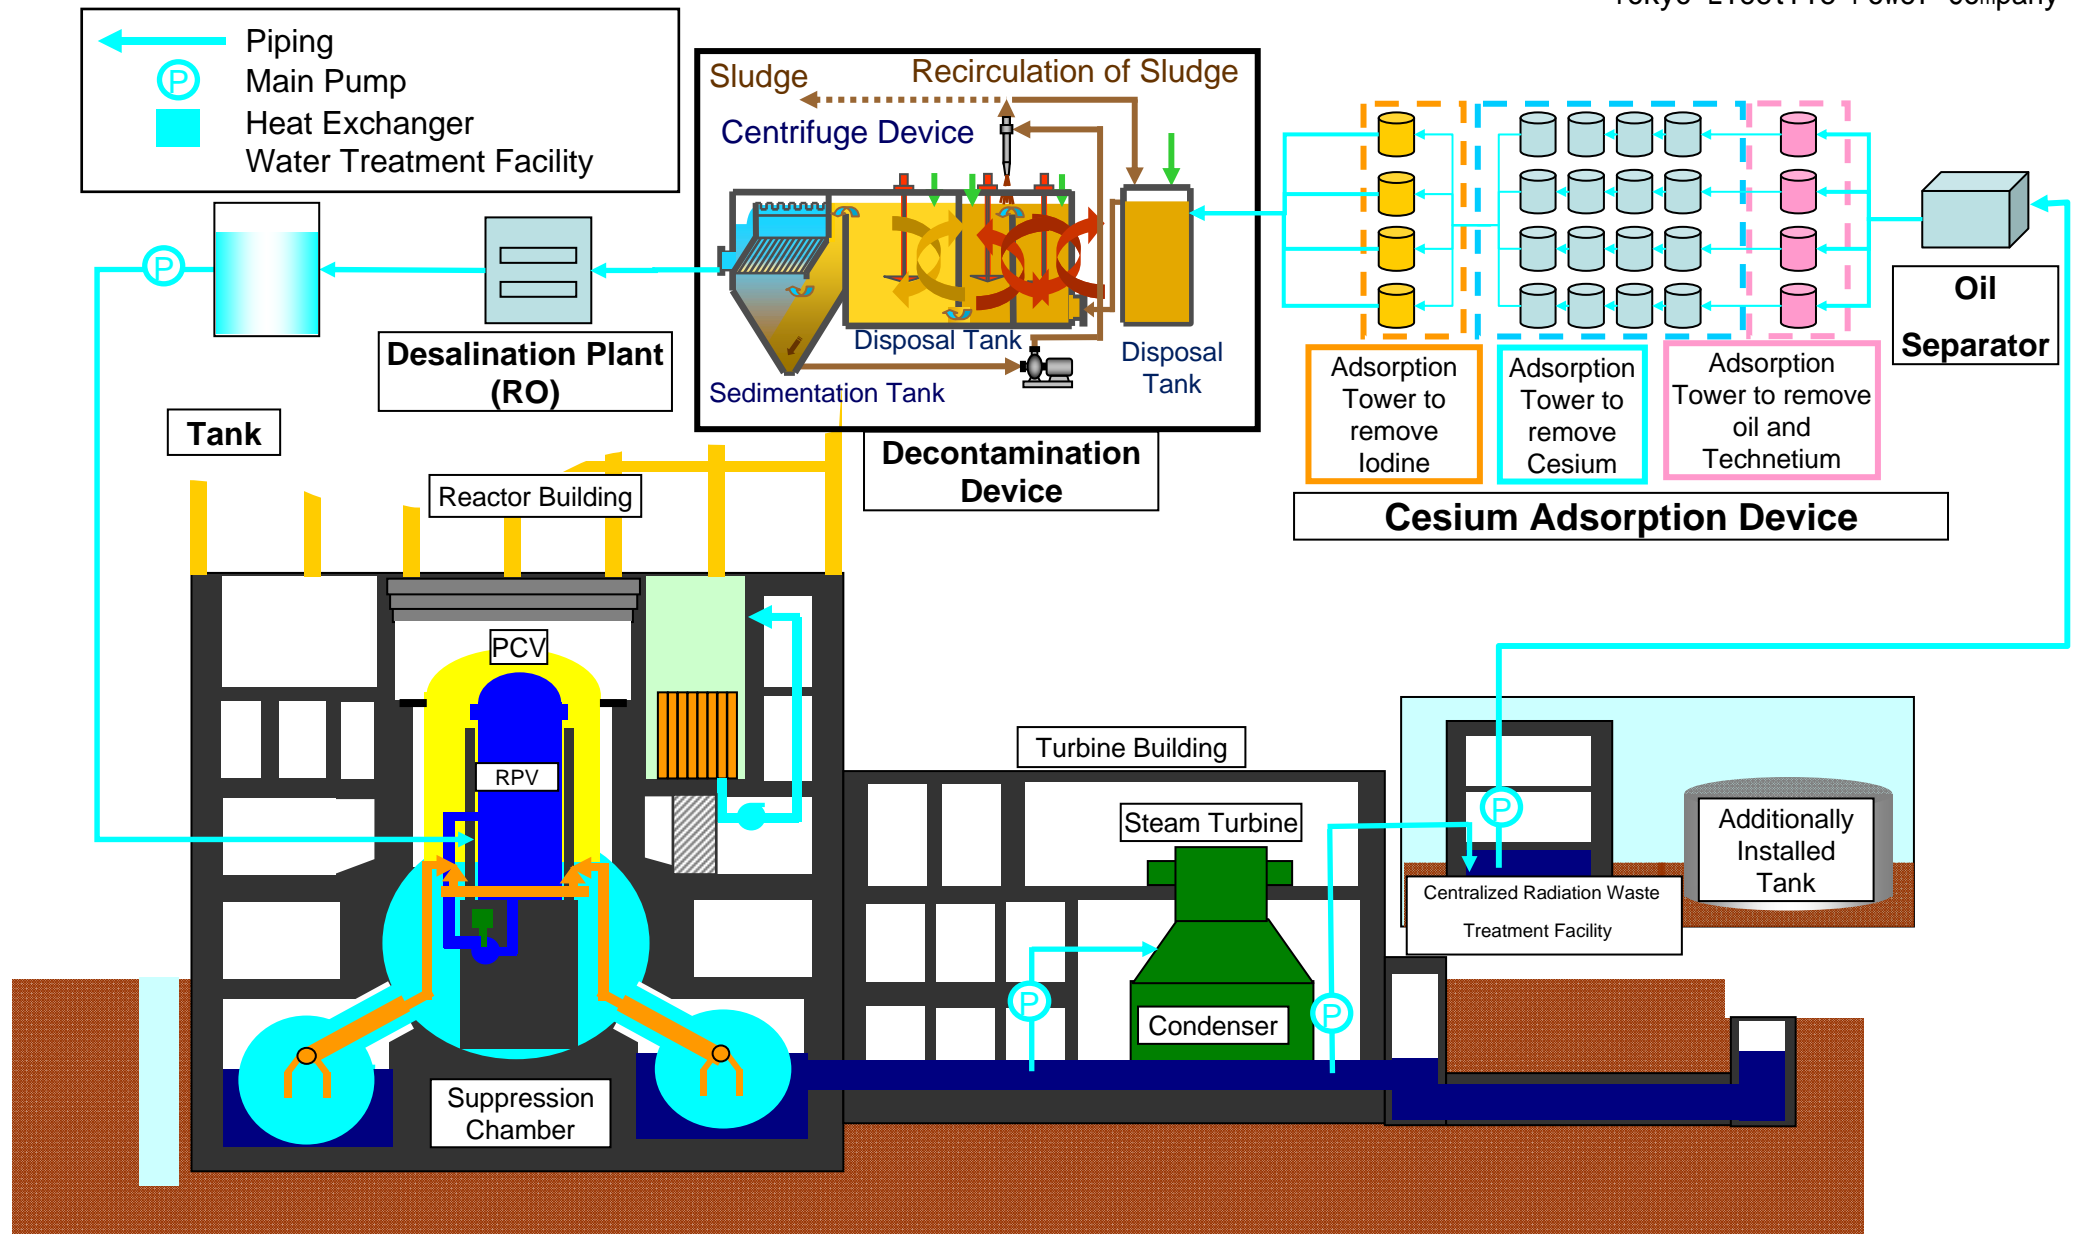 Tokyo Electric Power Company
Piping
P
Main Pump
Heat Exchanger
Water Treatment Facility
Sludge
Recirculation of Sludge
Centrifuge Device
Disposal Tank
Disposal
Tank
Sedimentation Tank
Decontamination
Device
P
Desalination Plant
(RO)
Tank
Oil
Separator
Adsorption
Tower to
remove
Iodine
Adsorption
Tower to
remove
Cesium
Adsorption
Tower to remove
oil and
Technetium
Cesium Adsorption Device
Reactor Building
PCV
RPV
Suppression
Chamber
Turbine Building
Steam Turbine
Condenser
P
P
P
Centralized Radiation Waste
Treatment Facility
Additionally
Installed
Tank